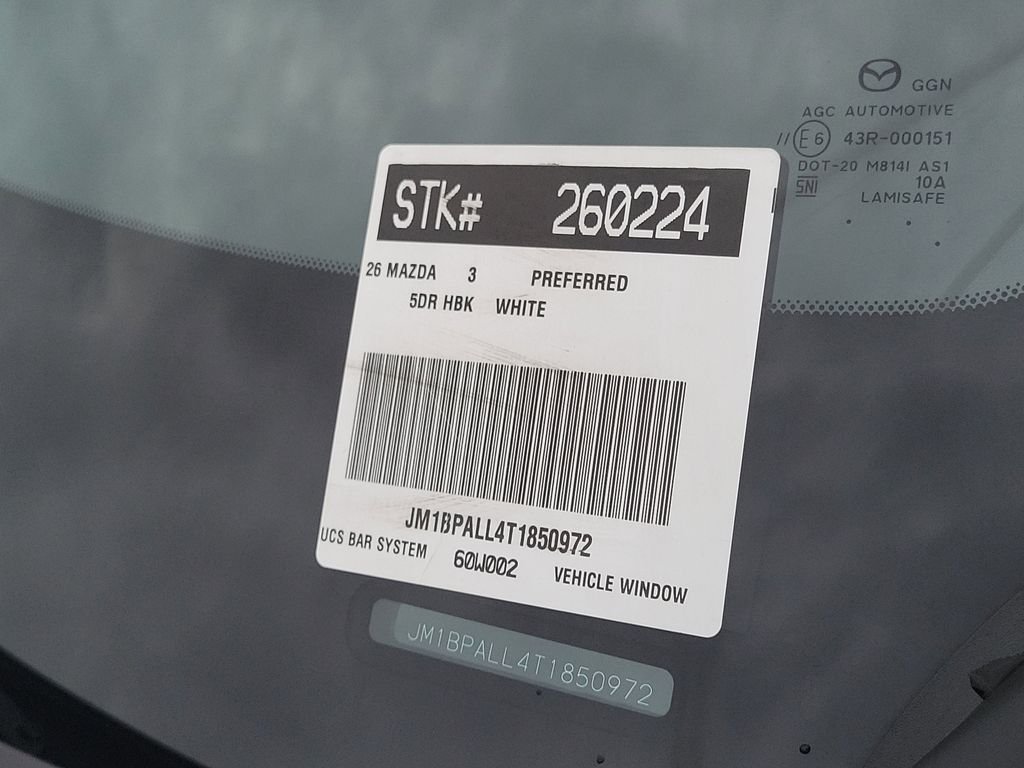 GGN
AGC AUTOMOTIVE
// E6 43R-000151
DOT-20 M814I AS1
SNI 10A
LAMISAFE
STK# 260224
26 MAZDA 3 PREFERRED
5DR HBK WHITE
JM1BPALL4T1850972
UCS BAR SYSTEM 60W002 VEHICLE WINDOW
JM1BPALL4T1850972